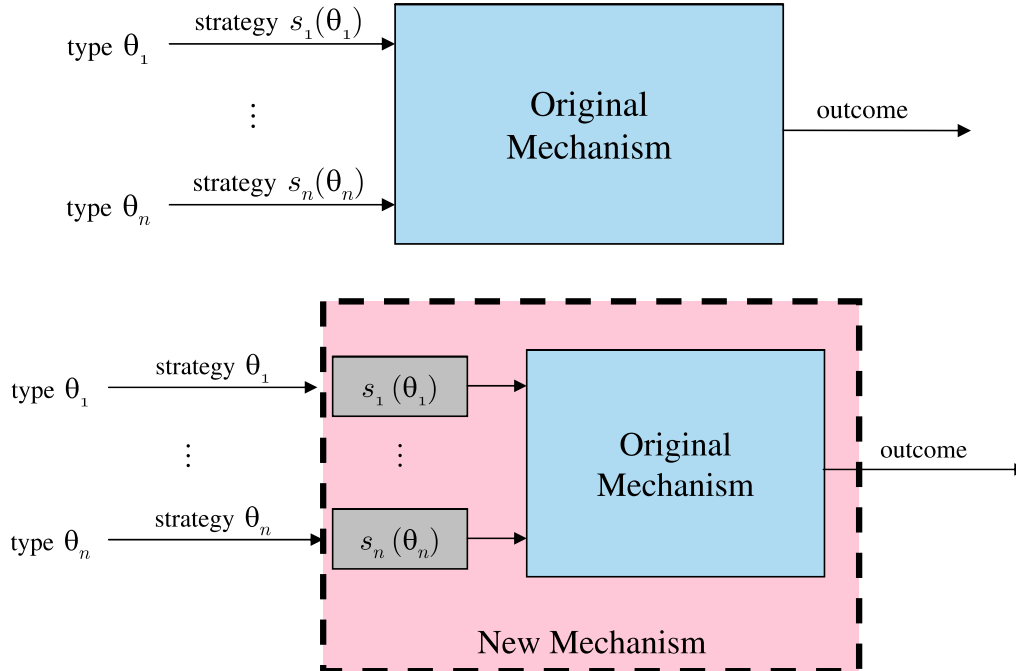 strategy s₁(θ₁)
type θ₁
⋮
Original
Mechanism
outcome
strategy sₙ(θₙ)
type θₙ
strategy θ₁
type θ₁
s₁(θ₁)
⋮
⋮
Original
Mechanism
outcome
strategy θₙ
type θₙ
sₙ(θₙ)
New Mechanism